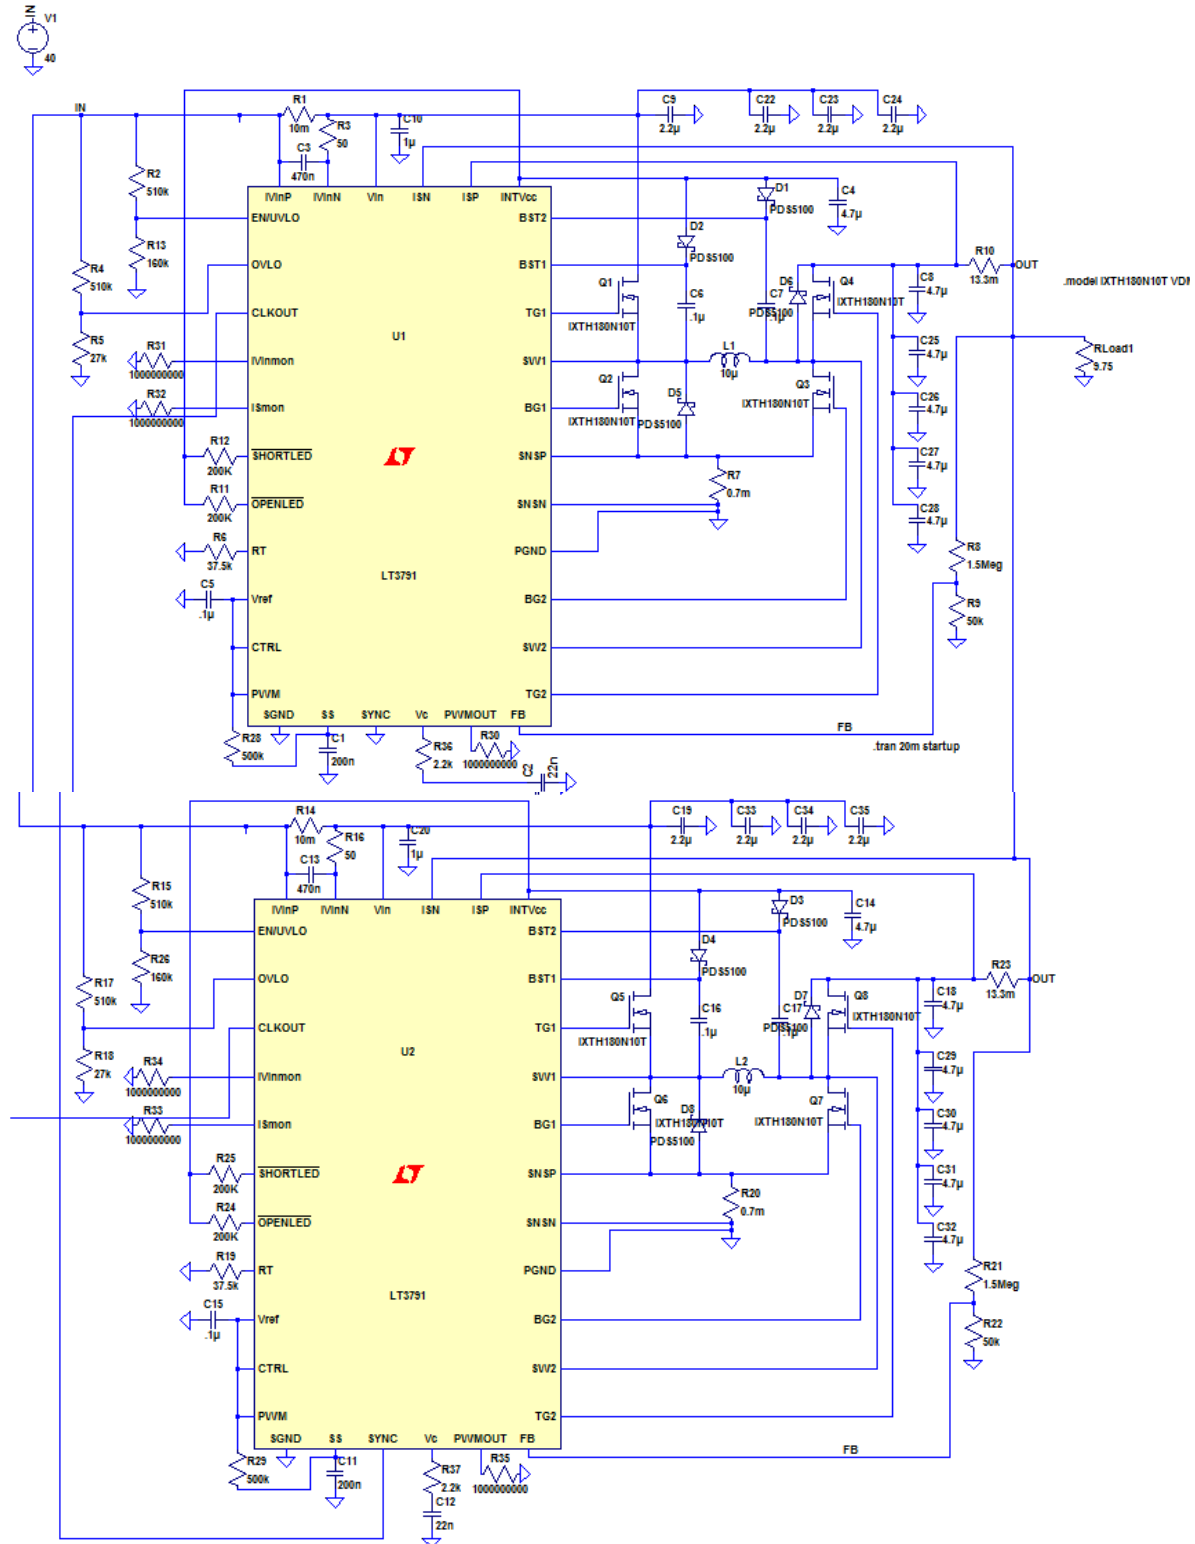 IN
V1
40
IN
R1
10m
R3
50
C3
470n
C10
1µ
C9
2.2µ
C22
2.2µ
C23
2.2µ
C24
2.2µ
R2
510k
R13
160k
R4
510k
R5
27k
R31
1000000000
R32
1000000000
R12
200K
R11
200K
R6
37.5k
C5
.1µ
IVinP IVinN Vin ISN ISP INTVcc
EN/UVLO
OVLO
CLKOUT
IVinmon
ISmon
SHORTLED
OPENLED
RT
Vref
CTRL
PWM
SGND SS SYNC Vc PWMOUT FB
U1
LT3791
BST2
BST1
TG1
SW1
BG1
SNSP
SNSN
PGND
BG2
SW2
TG2
D1
PDS5100
C4
4.7µ
D2
PDS5100
Q1
IXTH180N10T
C6
.1µ
C7
.1µ
D6
PDS5100
Q4
IXTH180N10T
L1
10µ
Q2
IXTH180N10T
D5
PDS5100
Q3
IXTH180N10T
R7
0.7m
R10
13.3m
OUT
C8
4.7µ
C25
4.7µ
C26
4.7µ
C27
4.7µ
C28
4.7µ
.model IXTH180N10T VDM
RLoad1
9.75
R8
1.5Meg
R9
50k
FB
.tran 20m startup
R28
500k
C1
200n
R36
2.2k
R30
1000000000
C2
22n
R14
10m
R16
50
C13
470n
C20
1µ
C19
2.2µ
C33
2.2µ
C34
2.2µ
C35
2.2µ
R15
510k
R26
160k
R17
510k
R18
27k
R34
1000000000
R33
1000000000
R25
200K
R24
200K
R19
37.5k
C15
.1µ
IVinP IVinN Vin ISN ISP INTVcc
EN/UVLO
OVLO
CLKOUT
IVinmon
ISmon
SHORTLED
OPENLED
RT
Vref
CTRL
PWM
SGND SS SYNC Vc PWMOUT FB
U2
LT3791
BST2
BST1
TG1
SW1
BG1
SNSP
SNSN
PGND
BG2
SW2
TG2
D3
PDS5100
C14
4.7µ
D4
PDS5100
Q5
IXTH180N10T
C16
.1µ
C17
.1µ
D7
PDS5100
Q8
IXTH180N10T
L2
10µ
Q6
IXTH180N10T
D8
PDS5100
Q7
IXTH180N10T
R20
0.7m
R23
13.3m
OUT
C18
4.7µ
C29
4.7µ
C30
4.7µ
C31
4.7µ
C32
4.7µ
R21
1.5Meg
R22
50k
FB
R29
500k
C11
200n
R37
2.2k
C12
22n
R35
1000000000